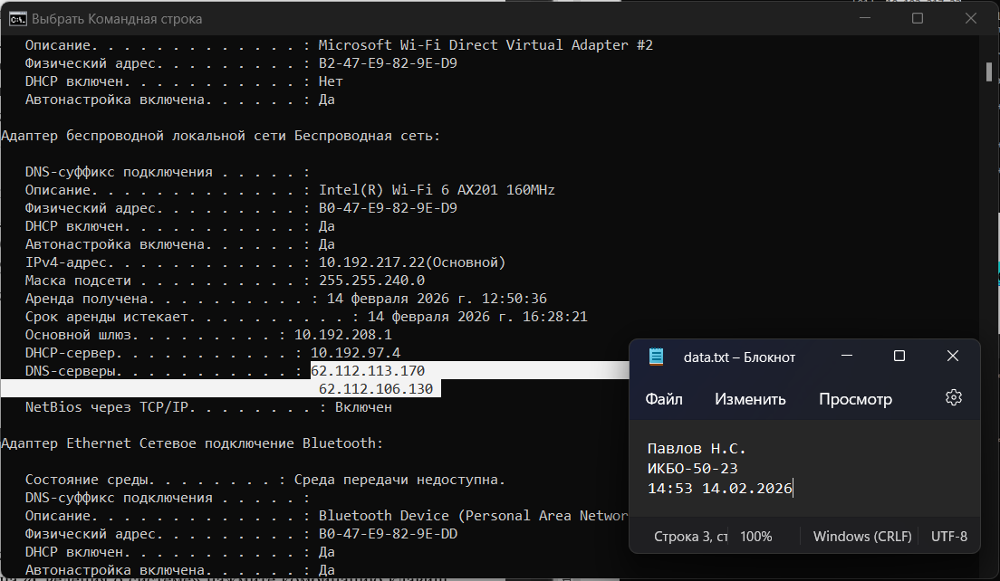 Выбрать Командная строка
Описание. . . . . . . . . . . . . : Microsoft Wi-Fi Direct Virtual Adapter #2
Физический адрес. . . . . . . . . : B2-47-E9-82-9E-D9
DHCP включен. . . . . . . . . . . : Нет
Автонастройка включена. . . . . . : Да
Адаптер беспроводной локальной сети Беспроводная сеть:
DNS-суффикс подключения . . . . . :
Описание. . . . . . . . . . . . . : Intel(R) Wi-Fi 6 AX201 160MHz
Физический адрес. . . . . . . . . : B0-47-E9-82-9E-D9
DHCP включен. . . . . . . . . . . : Да
Автонастройка включена. . . . . . : Да
IPv4-адрес. . . . . . . . . . . . : 10.192.217.22(Основной)
Маска подсети . . . . . . . . . . : 255.255.240.0
Аренда получена. . . . . . . . . . : 14 февраля 2026 г. 12:50:36
Срок аренды истекает. . . . . . . . . . : 14 февраля 2026 г. 16:28:21
Основной шлюз. . . . . . . . . : 10.192.208.1
DHCP-сервер. . . . . . . . . . . : 10.192.97.4
DNS-серверы. . . . . . . . . . . : 62.112.113.170
62.112.106.130
NetBios через TCP/IP. . . . . . . . : Включен
Адаптер Ethernet Сетевое подключение Bluetooth:
Состояние среды. . . . . . . . : Среда передачи недоступна.
DNS-суффикс подключения . . . . . :
Описание. . . . . . . . . . . . . : Bluetooth Device (Personal Area Networ
Физический адрес. . . . . . . . . : B0-47-E9-82-9E-DD
DHCP включен. . . . . . . . . . . : Да
Автонастройка включена. . . . . . : Да
data.txt – Блокнот
Файл Изменить Просмотр
Павлов Н.С.
ИКБО-50-23
14:53 14.02.2026
Строка 3, ст 100% Windows (CRLF) UTF-8